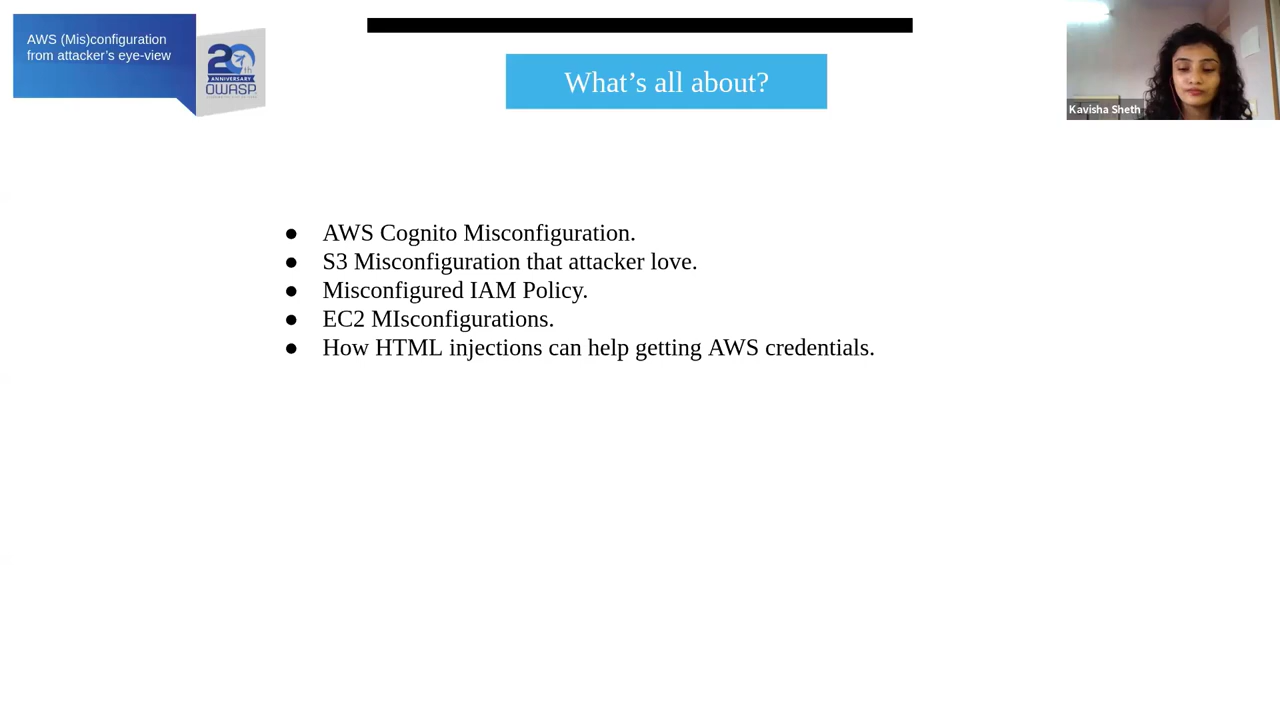 AWS (Mis)configuration
from attacker’s eye-view
20
th
ANNIVERSARY
OWASP
What’s all about?
Kavisha Sheth
● AWS Cognito Misconfiguration.
● S3 Misconfiguration that attacker love.
● Misconfigured IAM Policy.
● EC2 MIsconfigurations.
● How HTML injections can help getting AWS credentials.